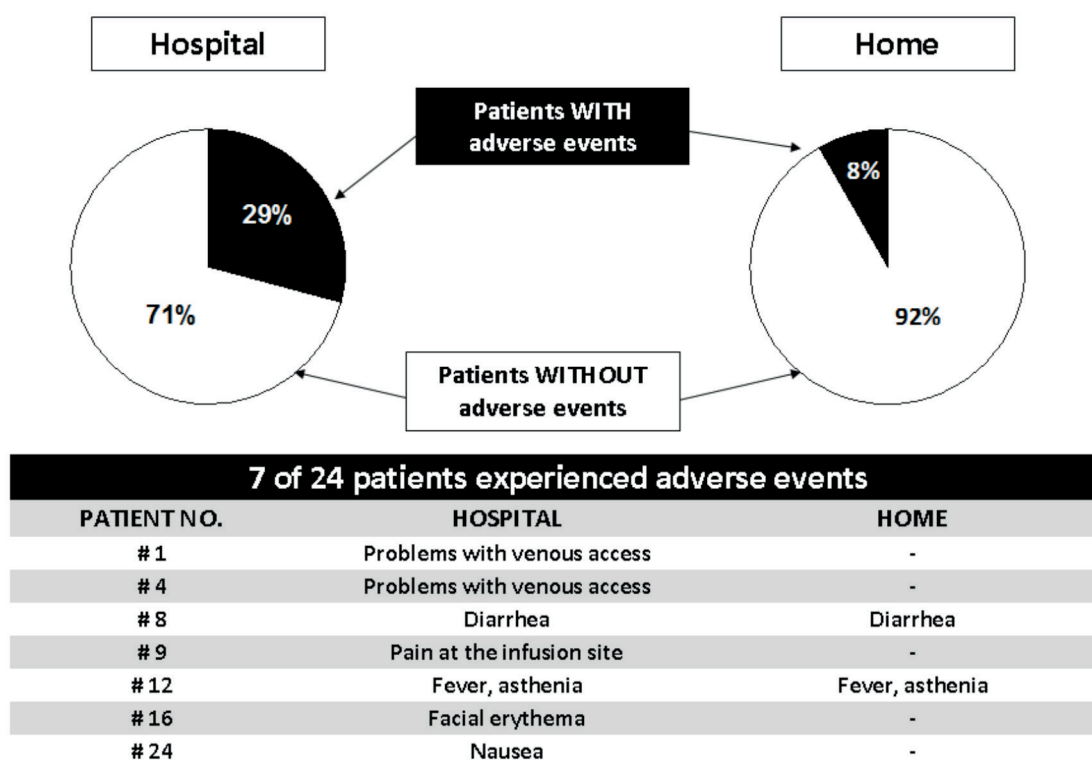 Hospital
Home
Patients WITH
adverse events
29%
8%
71%
92%
Patients WITHOUT
adverse events
7 of 24 patients experienced adverse events
PATIENT NO. HOSPITAL HOME
# 1 Problems with venous access -
# 4 Problems with venous access -
# 8 Diarrhea Diarrhea
# 9 Pain at the infusion site -
# 12 Fever, asthenia Fever, asthenia
# 16 Facial erythema -
# 24 Nausea -